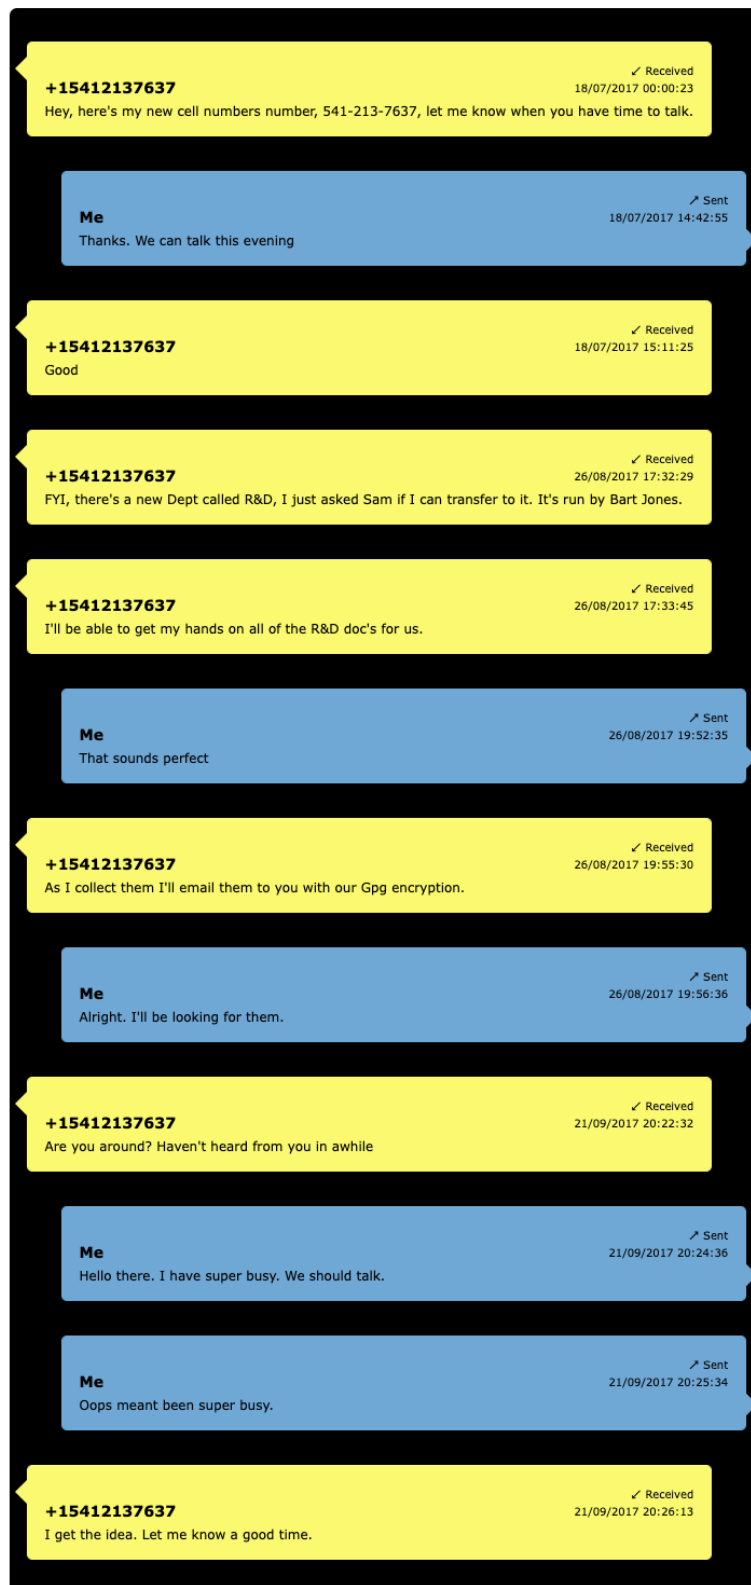 ↙ Received
+15412137637
18/07/2017 00:00:23
Hey, here's my new cell numbers number, 541-213-7637, let me know when you have time to talk.
↗ Sent
Me
18/07/2017 14:42:55
Thanks. We can talk this evening
↙ Received
+15412137637
18/07/2017 15:11:25
Good
↙ Received
+15412137637
26/08/2017 17:32:29
FYI, there's a new Dept called R&D, I just asked Sam if I can transfer to it. It's run by Bart Jones.
↙ Received
+15412137637
26/08/2017 17:33:45
I'll be able to get my hands on all of the R&D doc's for us.
↗ Sent
Me
26/08/2017 19:52:35
That sounds perfect
↙ Received
+15412137637
26/08/2017 19:55:30
As I collect them I'll email them to you with our Gpg encryption.
↗ Sent
Me
26/08/2017 19:56:36
Alright. I'll be looking for them.
↙ Received
+15412137637
21/09/2017 20:22:32
Are you around? Haven't heard from you in awhile
↗ Sent
Me
21/09/2017 20:24:36
Hello there. I have super busy. We should talk.
↗ Sent
Me
21/09/2017 20:25:34
Oops meant been super busy.
↙ Received
+15412137637
21/09/2017 20:26:13
I get the idea. Let me know a good time.